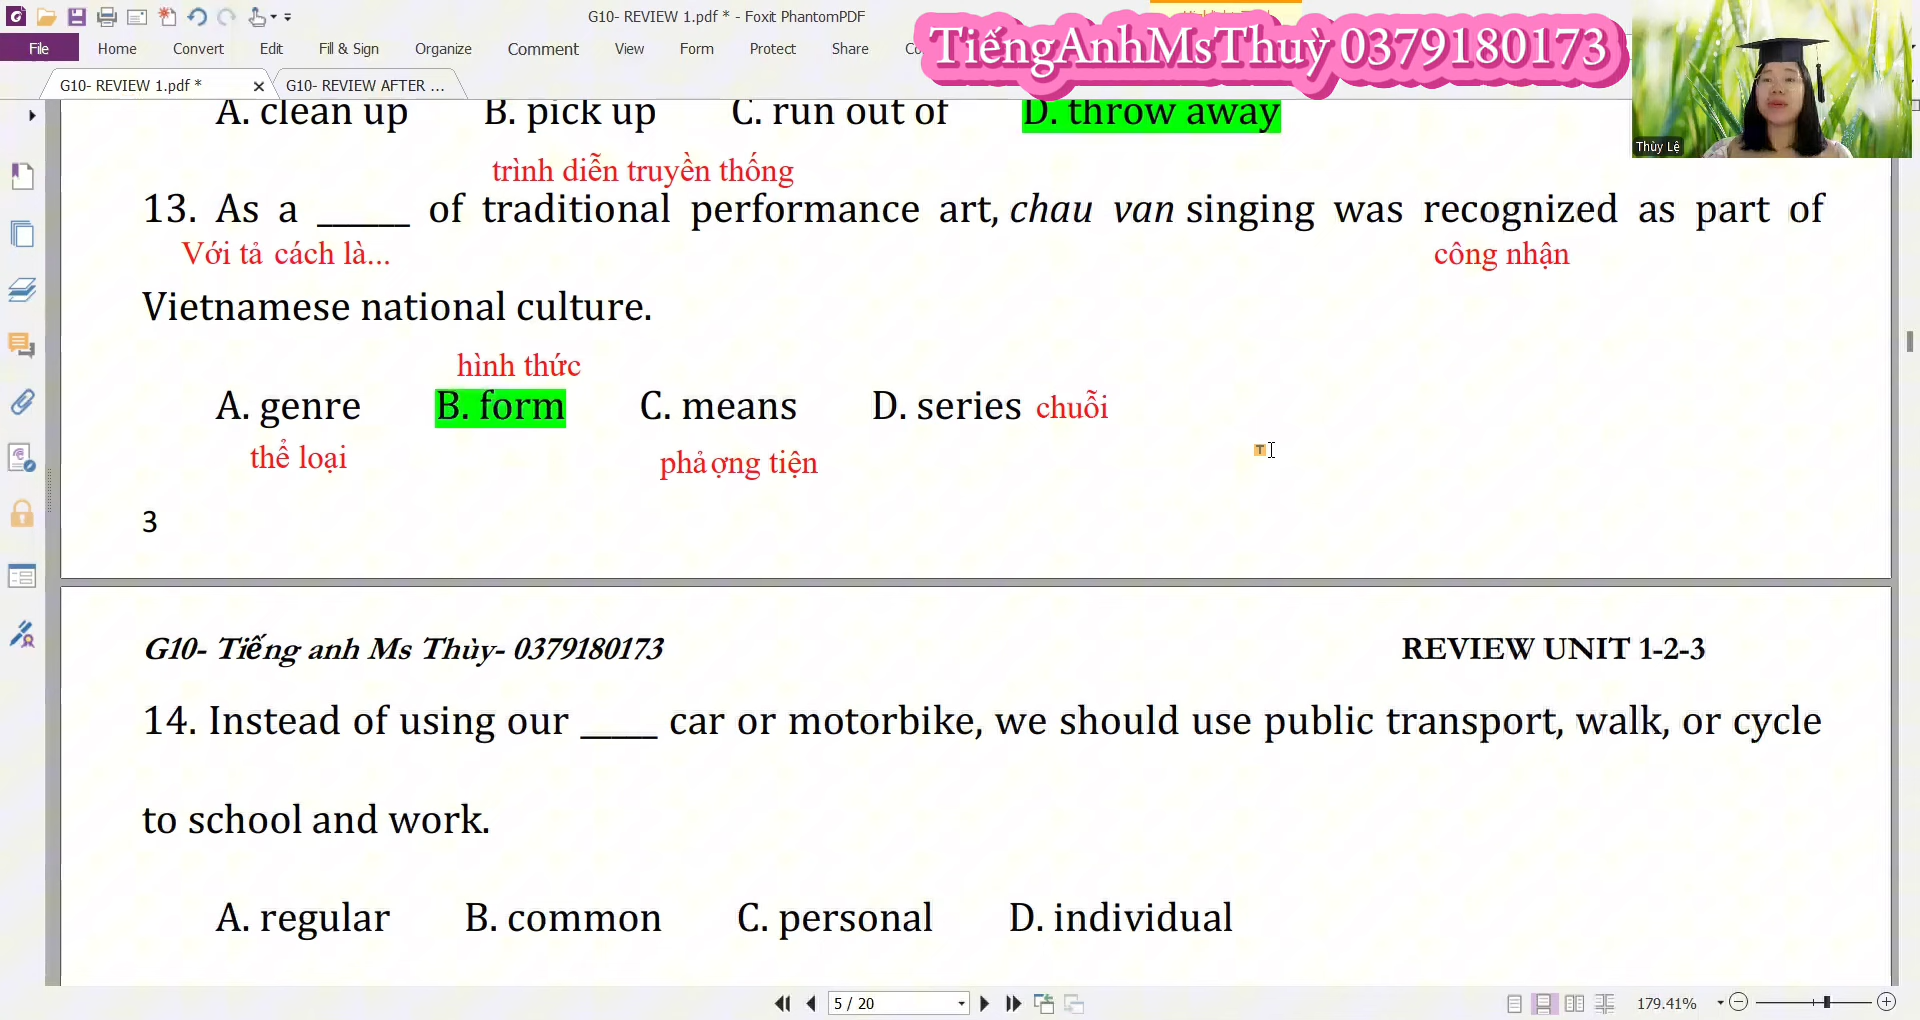 G10- REVIEW 1.pdf * - Foxit PhantomPDF
File Home Convert Edit Fill & Sign Organize Comment View Form Protect Share
TiếngAnhMsThuỳ 0379180173
G10- REVIEW 1.pdf * G10- REVIEW AFTER ...
Thùy Lệ
A. clean up B. pick up C. run out of D. throw away
trình diễn truyền thống
13. As a _____ of traditional performance art, chau van singing was recognized as part of
Với tả cách là... công nhận
Vietnamese national culture.
hình thức
A. genre B. form C. means D. series chuỗi
thể loại phảợng tiện
3
G10- Tiếng anh Ms Thùy- 0379180173 REVIEW UNIT 1-2-3
14. Instead of using our ____ car or motorbike, we should use public transport, walk, or cycle
to school and work.
A. regular B. common C. personal D. individual
5 / 20 179.41%